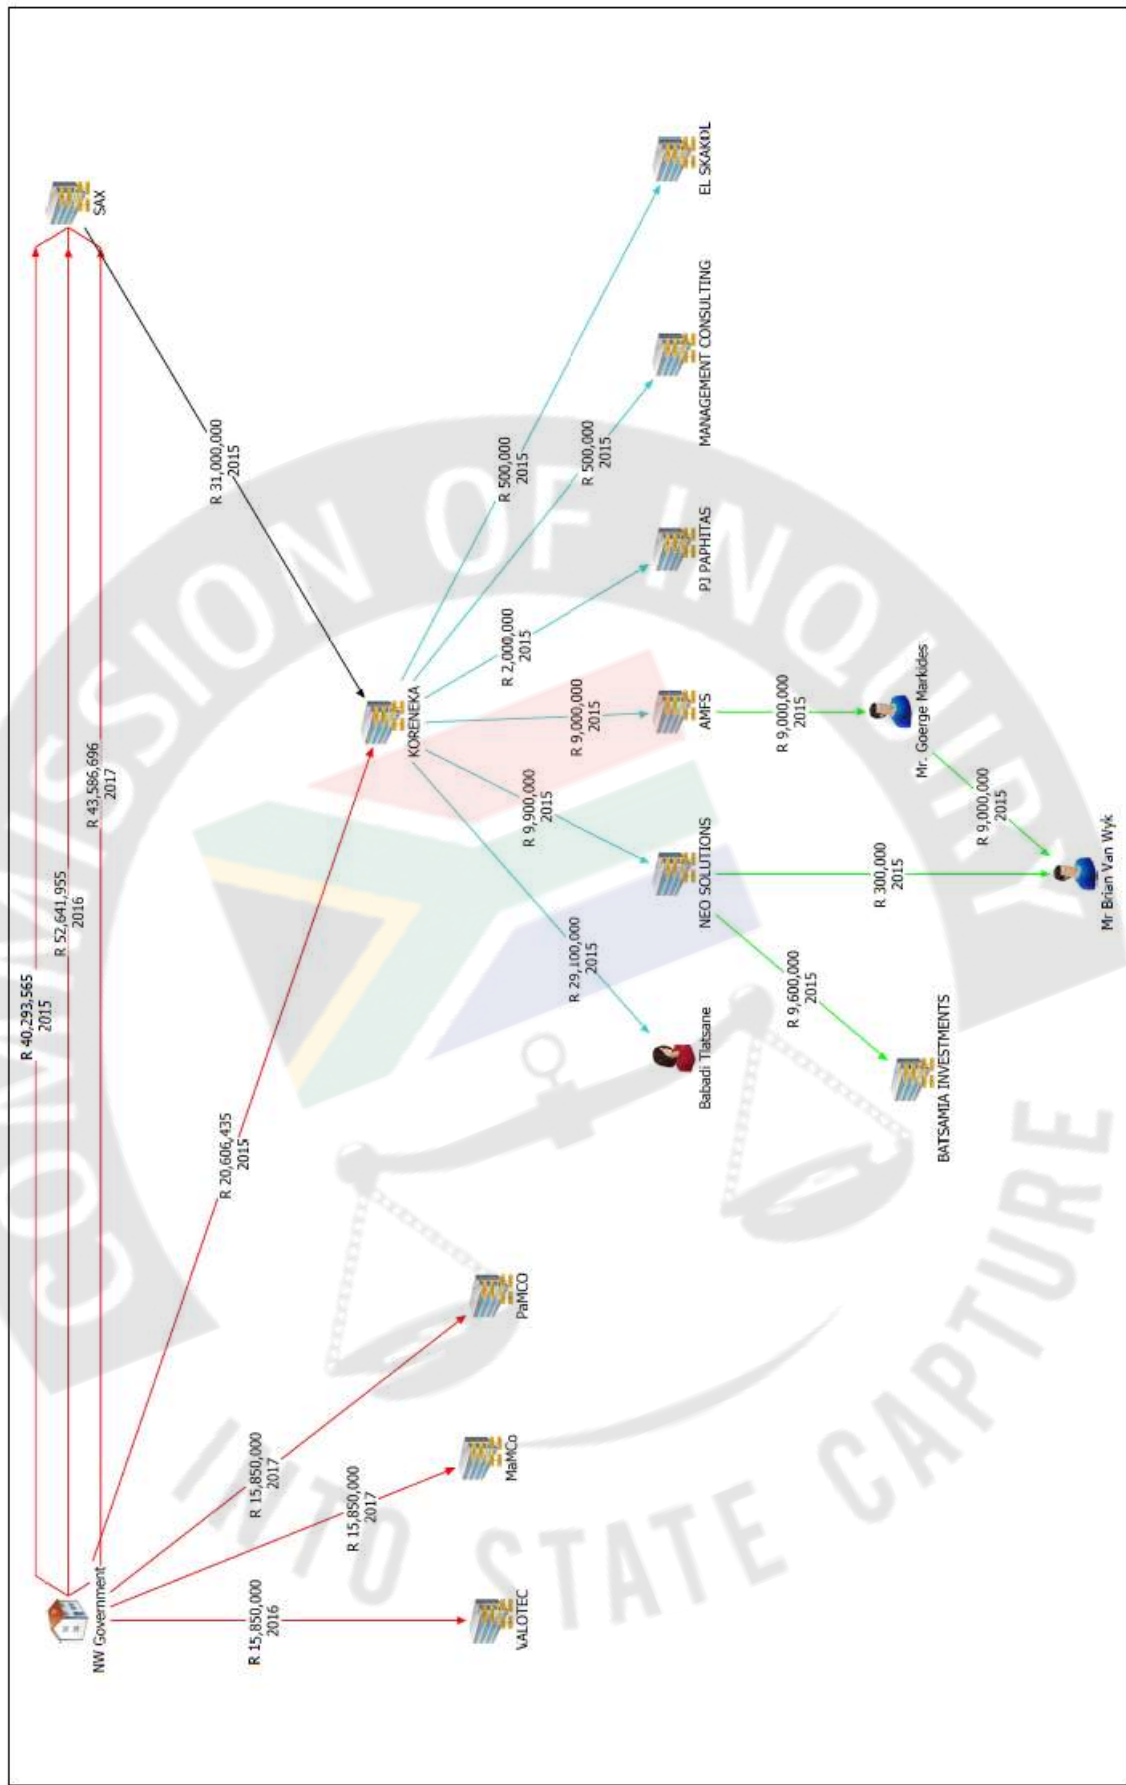 R 40,293,565
2015
R 52,641,955
2016
R 43,586,696
2017
NW Government
SAX
R 31,000,000
2015
R 20,606,435
2015
R 15,850,000
2016
R 15,850,000
2017
R 15,850,000
2017
VALOTEC
MaMCo
PaMCO
KORENEKA
R 29,100,000
2015
R 9,900,000
2015
R 9,000,000
2015
R 2,000,000
2015
R 500,000
2015
R 500,000
2015
Babadi Tlatsane
NEO SOLUTIONS
AMFS
PJ PAPHITAS
MANAGEMENT CONSULTING
EL SKAKOL
R 9,600,000
2015
R 300,000
2015
R 9,000,000
2015
BATSAMIA INVESTMENTS
Mr. Goerge Markides
R 9,000,000
2015
Mr Brian Van Wyk
COMMISSION OF INQUIRY
INTO STATE CAPTURE